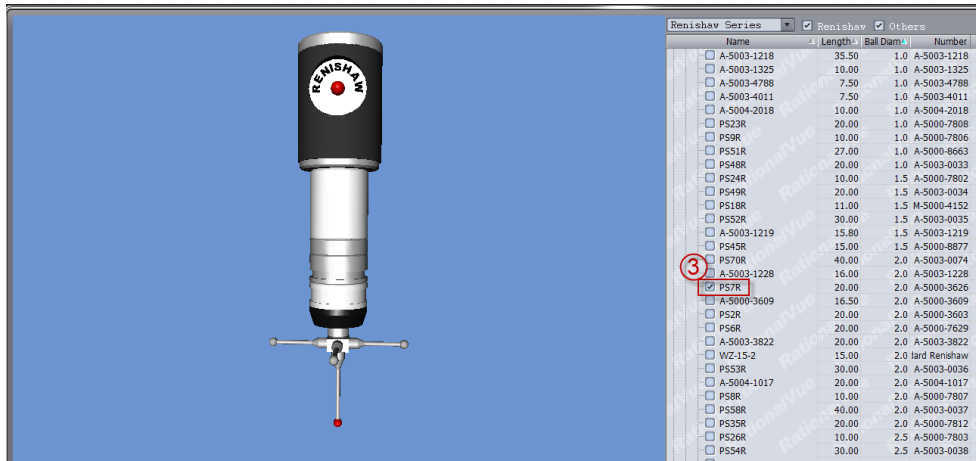 RENISHAW
Renishav Series Renishav Others
Name Length Ball Diam Number
A-5003-1218 35.50 1.0 A-5003-1218
A-5003-1325 10.00 1.0 A-5003-1325
A-5003-4788 7.50 1.0 A-5003-4788
A-5003-4011 7.50 1.0 A-5003-4011
A-5004-2018 10.00 1.0 A-5004-2018
PS23R 20.00 1.0 A-5000-7808
PS9R 10.00 1.0 A-5000-7806
PS51R 27.00 1.0 A-5000-8663
PS48R 20.00 1.0 A-5003-0033
PS24R 10.00 1.5 A-5000-7802
PS49R 20.00 1.5 A-5003-0034
PS18R 11.00 1.5 M-5000-4152
PS52R 30.00 1.5 A-5003-0035
A-5003-1219 15.80 1.5 A-5003-1219
PS45R 15.00 1.5 A-5000-8877
PS70R 40.00 2.0 A-5003-0074
3
A-5003-1228 16.00 2.0 A-5003-1228
PS7R 20.00 2.0 A-5000-3626
A-5000-3609 16.50 2.0 A-5000-3609
PS2R 20.00 2.0 A-5000-3603
PS6R 20.00 2.0 A-5000-7629
A-5003-3822 20.00 2.0 A-5003-3822
WZ-15-2 15.00 2.0 lard Renishaw
PS53R 30.00 2.0 A-5003-0036
A-5004-1017 20.00 2.0 A-5004-1017
PS8R 10.00 2.0 A-5000-7807
PS58R 40.00 2.0 A-5003-0037
PS35R 20.00 2.0 A-5000-7812
PS26R 10.00 2.5 A-5000-7803
PS54R 30.00 2.5 A-5003-0038
RationalVue